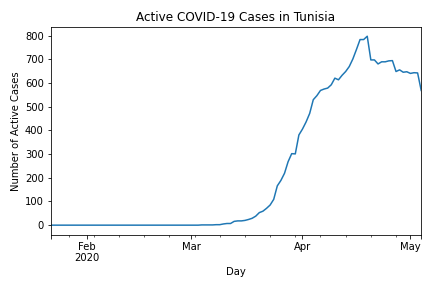 Active COVID-19 Cases in Tunisia
800
700
600
500
400
300
200
100
0
Number of Active Cases
Feb
2020
Mar
Apr
May
Day